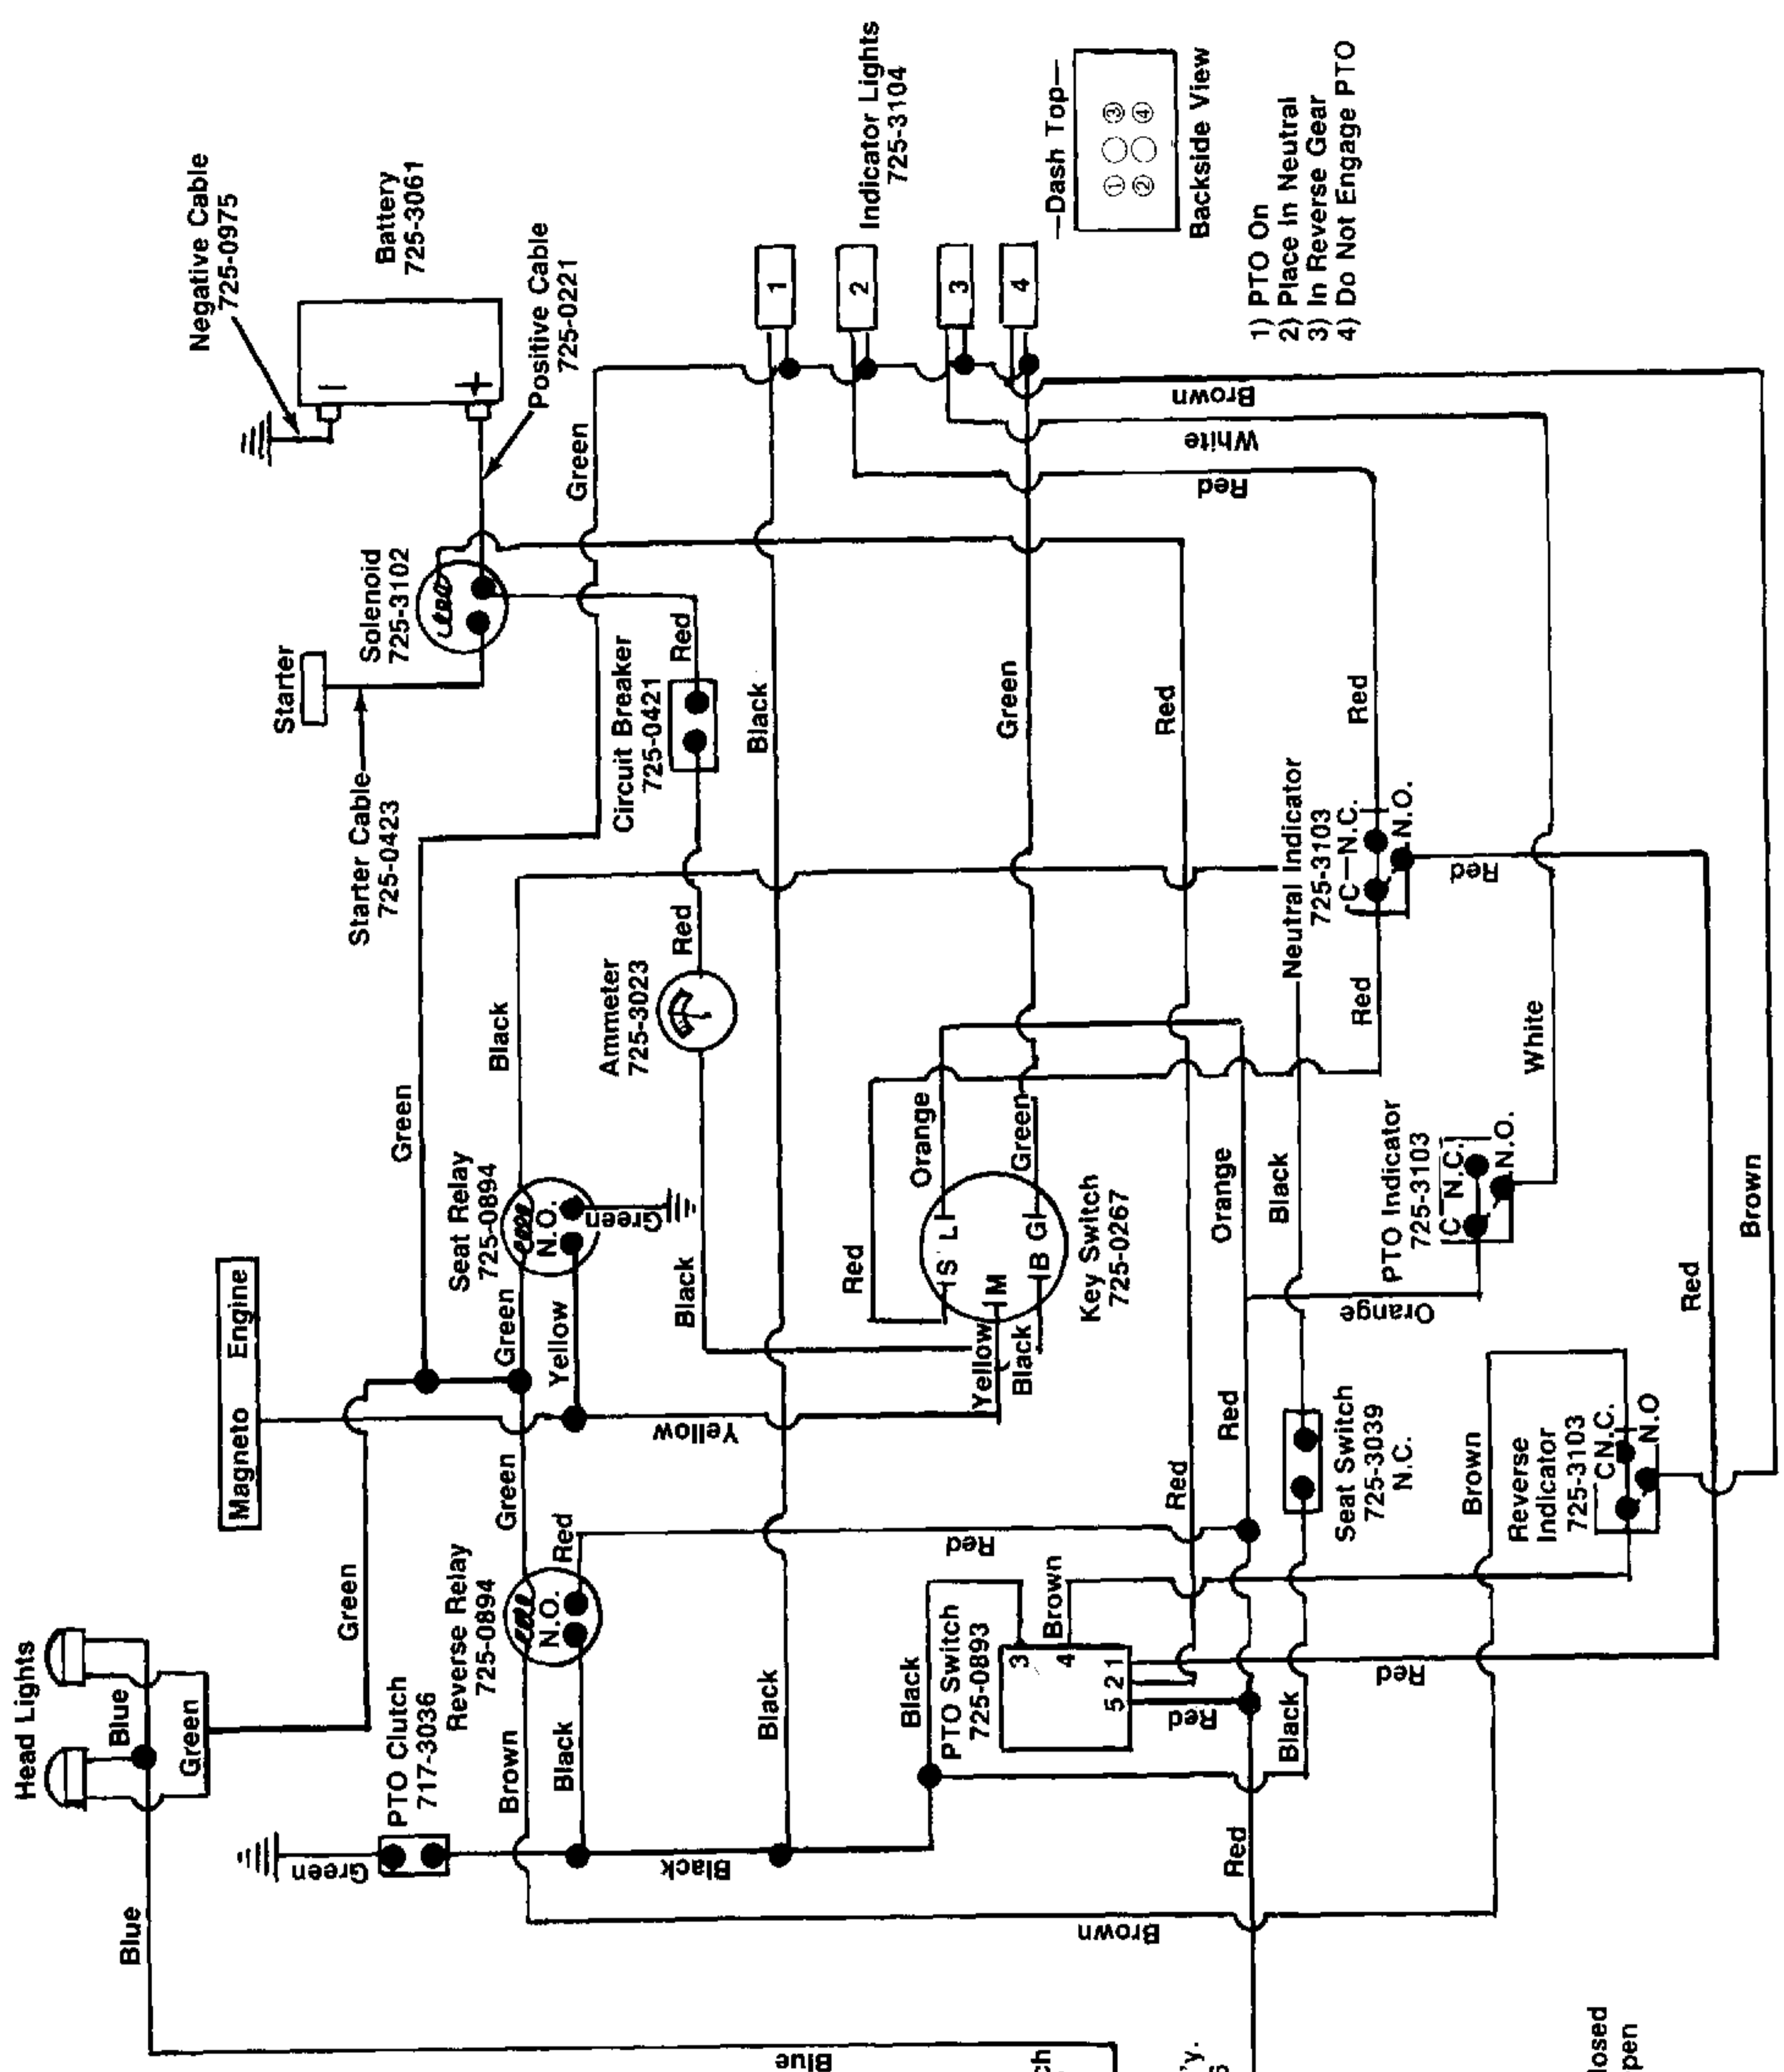 Head Lights
Blue
Green
Blue
Green
Green
PTO Clutch
717-3036
Magneto Engine
Green
Starter
Starter Cable
725-0423
Solenoid
725-3102
Negative Cable
725-0975
Battery
725-3061
Positive Cable
725-0221
− +
Green
Reverse Relay
725-0894
N.O.
Brown
Black
Green
Red
Green
Yellow
Seat Relay
725-0894
N.O.
Green
Black
Circuit Breaker
725-0421
Red
Ammeter
725-3023
Red
Black
Black
Yellow
Black
Black
Indicator Lights
725-3104
1
2
3
4
—Dash Top—
① ③
② ④
Backside View
1) PTO On
2) Place In Neutral
3) In Reverse Gear
4) Do Not Engage PTO
Black
PTO Switch
725-0893
3
4
5 2 1
Brown
Red
Red
Red
Yellow
Black
Red
Orange
Green
S L
M
B G
Key Switch
725-0267
Green
Red
Red
White
Brown
Red
Red
Orange
Black
Black
Red
Seat Switch
725-3039
N.C.
Orange
PTO Indicator
725-3103
C N.C.
N.O.
Neutral Indicator
725-3103
C N.C.
N.O.
Red
Red
Red
White
Brown
Brown
Reverse
Indicator
725-3103
C N.C.
N.O
Red
Red
Brown
Blue
ch
y.
losed
pen